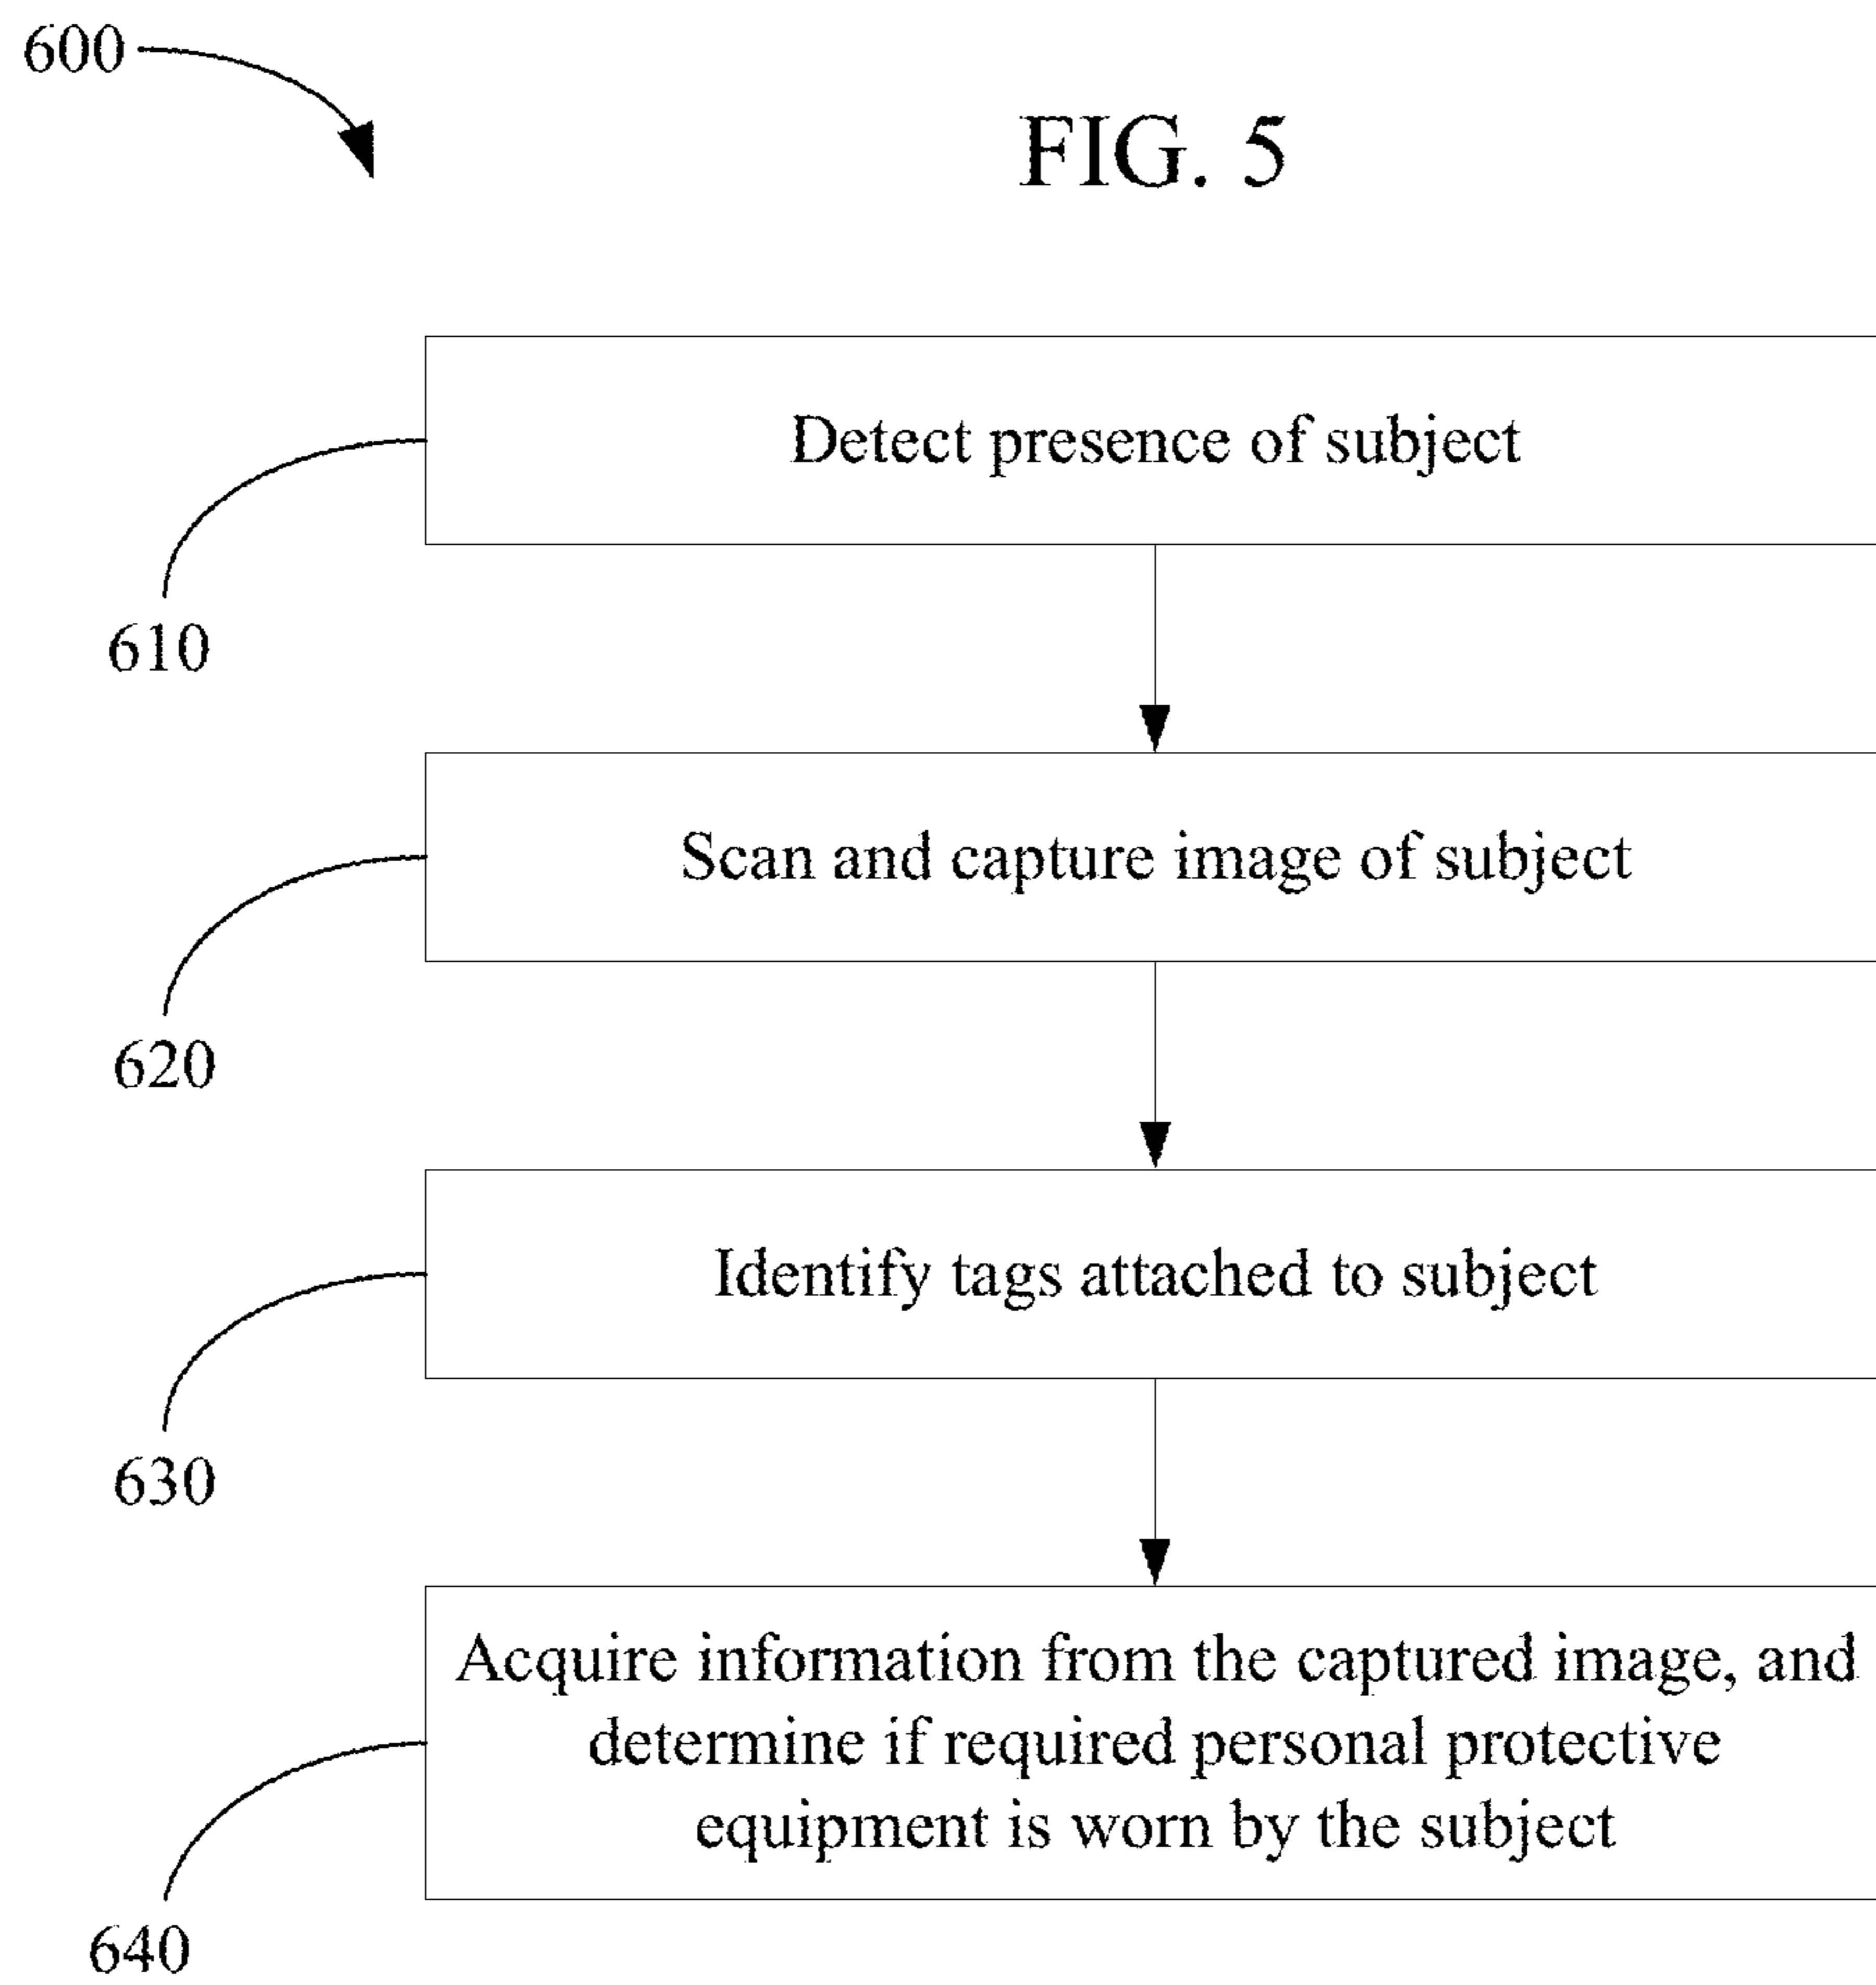 600
FIG. 5
Detect presence of subject
610
Scan and capture image of subject
620
Identify tags attached to subject
630
Acquire information from the captured image, and
determine if required personal protective
equipment is worn by the subject
640